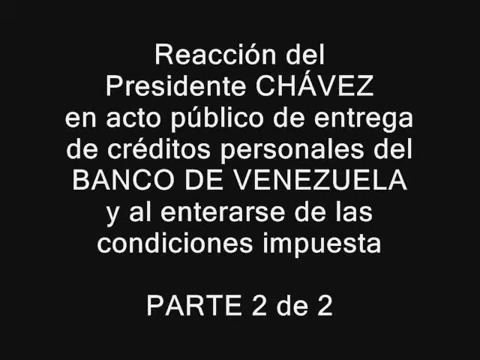 Reacción del
Presidente CHÁVEZ
en acto público de entrega
de créditos personales del
BANCO DE VENEZUELA
y al enterarse de las
condiciones impuesta
PARTE 2 de 2